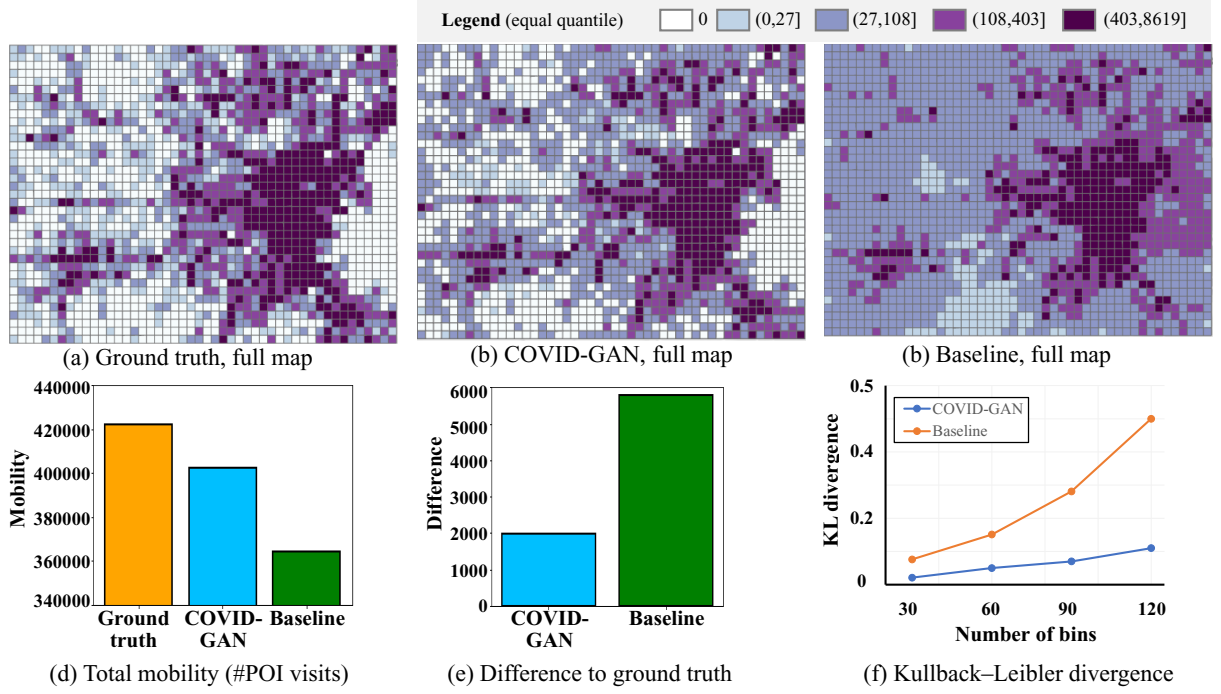 Legend (equal quantile) 0 (0,27] (27,108] (108,403] (403,8619]
(a) Ground truth, full map
(b) COVID-GAN, full map
(b) Baseline, full map
Mobility
440000
420000
400000
380000
360000
340000
Ground truth
COVID-GAN
Baseline
(d) Total mobility (#POI visits)
Difference
6000
5000
4000
3000
2000
1000
0
COVID-GAN
Baseline
(e) Difference to ground truth
KL divergence
0.5
0.4
0.2
0
COVID-GAN
Baseline
30 60 90 120
Number of bins
(f) Kullback–Leibler divergence